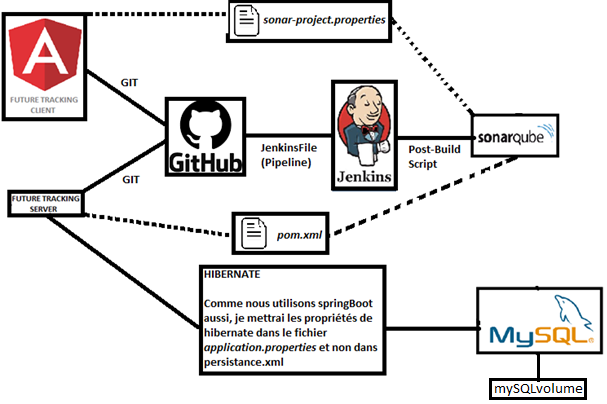 sonar-project.properties
A
FUTURE TRACKING
CLIENT
GIT
GitHub
JenkinsFile
(Pipeline)
Jenkins
Post-Build
Script
sonarqube
GIT
FUTURE TRACKING
SERVER
pom.xml
HIBERNATE
Comme nous utilisons springBoot
aussi, je mettrai les propriétés de
hibernate dans le fichier
application.properties et non dans
persistance.xml
MySQL®
mySQLvolume